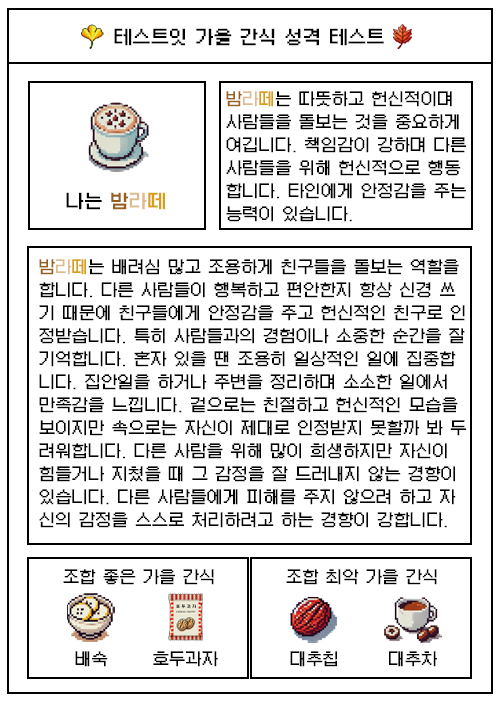 테스트잇 가을 간식 성격 테스트
나는 밤라떼
밤라떼는 따뜻하고 헌신적이며
사람들을 돌보는 것을 중요하게
여깁니다. 책임감이 강하며 다른
사람들을 위해 헌신적으로 행동
합니다. 타인에게 안정감을 주는
능력이 있습니다.
밤라떼는 배려심 많고 조용하게 친구들을 돌보는 역할을
합니다. 다른 사람들이 행복하고 편안한지 항상 신경 쓰
기 때문에 친구들에게 안정감을 주고 헌신적인 친구로 인
정받습니다. 특히 사람들과의 경험이나 소중한 순간을 잘
기억합니다. 혼자 있을 땐 조용히 일상적인 일에 집중합
니다. 집안일을 하거나 주변을 정리하며 소소한 일에서
만족감을 느낍니다. 겉으로는 친절하고 헌신적인 모습을
보이지만 속으로는 자신이 제대로 인정받지 못할까 봐 두
려워합니다. 다른 사람을 위해 많이 희생하지만 자신이
힘들거나 지쳤을 때 그 감정을 잘 드러내지 않는 경향이
있습니다. 다른 사람들에게 피해를 주지 않으려 하고 자
신의 감정을 스스로 처리하려고 하는 경향이 강합니다.
조합 좋은 가을 간식
호두과자
배숙 호두과자
조합 최악 가을 간식
대추칩 대추차